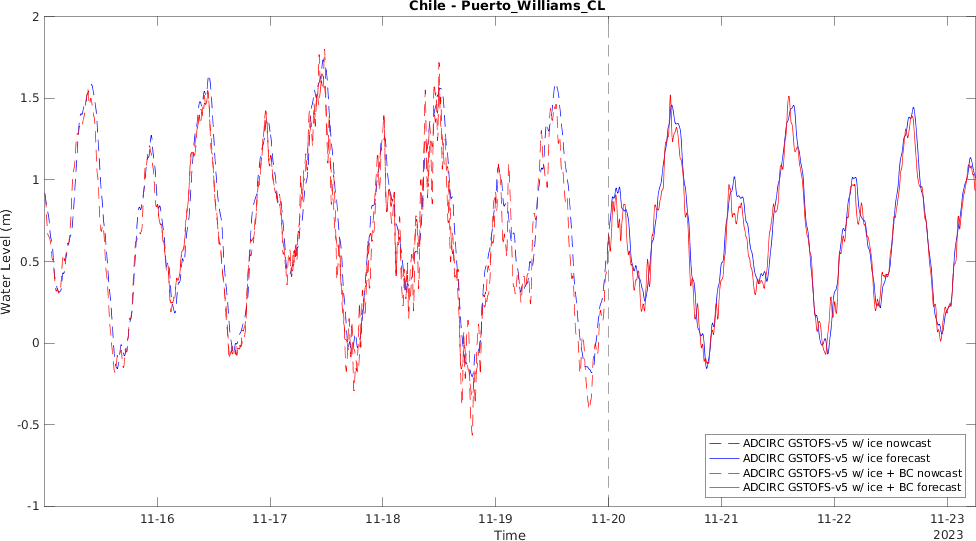 Chile - Puerto_Williams_CL
2
1.5
1
0.5
0
-0.5
-1
Water Level (m)
11-16
11-17
11-18
11-19
11-20
11-21
11-22
11-23
Time
2023
ADCIRC GSTOFS-v5 w/ ice nowcast
ADCIRC GSTOFS-v5 w/ ice forecast
ADCIRC GSTOFS-v5 w/ ice + BC nowcast
ADCIRC GSTOFS-v5 w/ ice + BC forecast